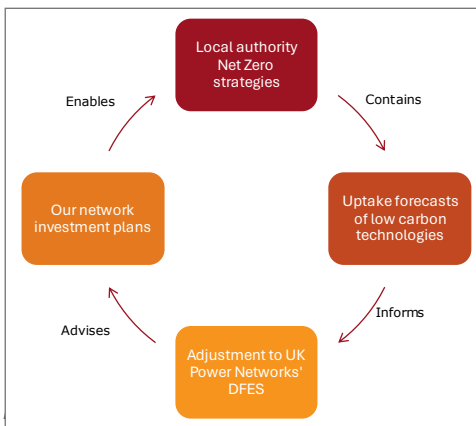 Local authority
Net Zero
strategies
Enables
Contains
Our network
investment plans
Uptake forecasts
of low carbon
technologies
Advises
Informs
Adjustment to UK
Power Networks'
DFES